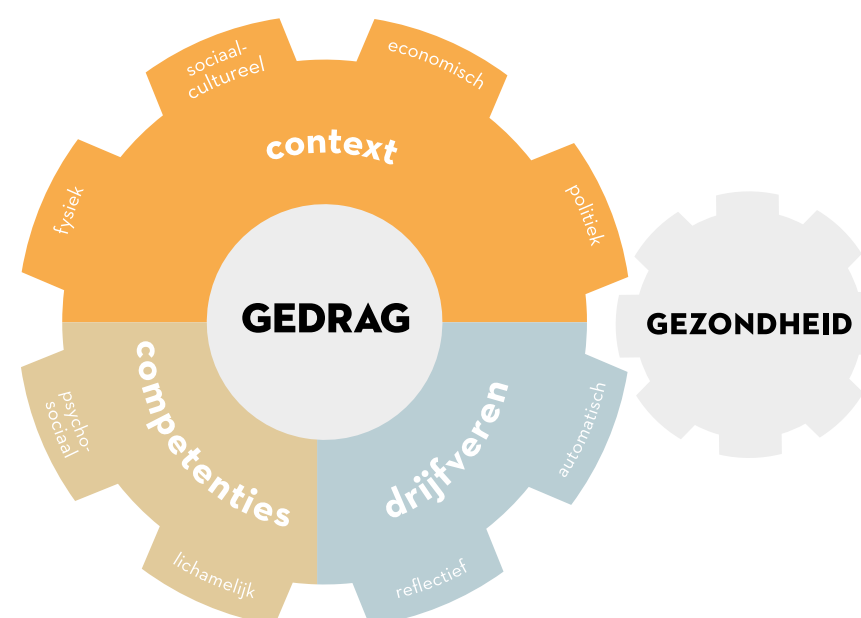 sociaal-
cultureel
economisch
context
fysiek
politiek
GEDRAG
GEZONDHEID
competenties
drijfveren
psycho-
sociaal
automatisch
lichamelijk
reflectief